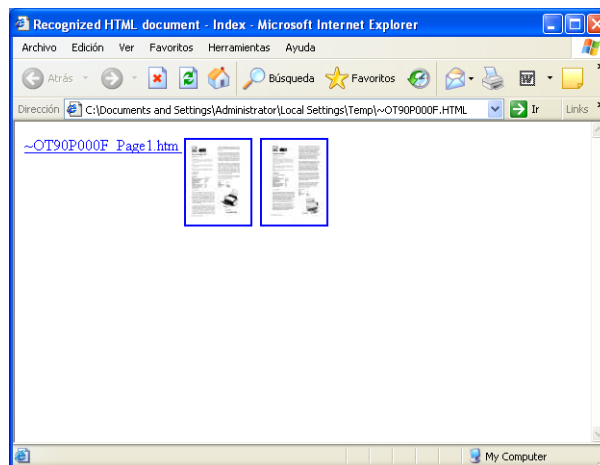 Recognized HTML document - Index - Microsoft Internet Explorer
Archivo Edición Ver Favoritos Herramientas Ayuda
Atrás Búsqueda Favoritos
Dirección C:\Documents and Settings\Administrator\Local Settings\Temp\~OT90P000F.HTML Ir Links
~OT90P000F_Page1.htm
My Computer